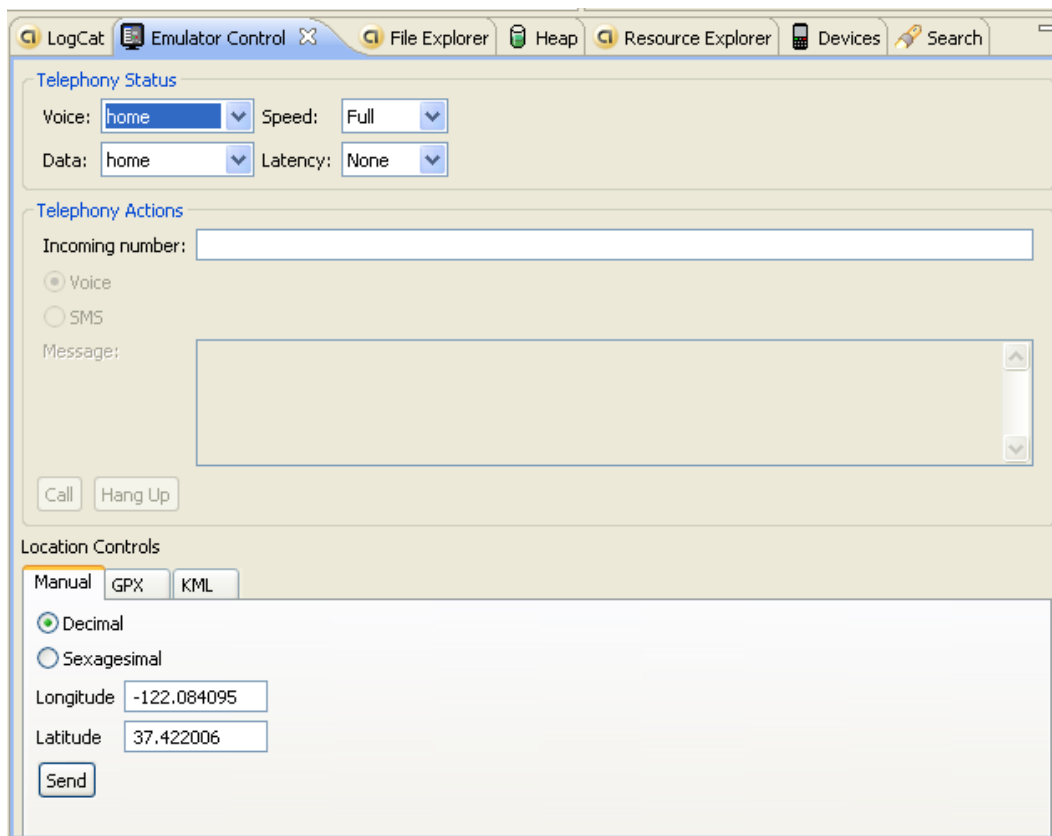 LogCat Emulator Control File Explorer Heap Resource Explorer Devices Search
Telephony Status
Voice: home Speed: Full
Data: home Latency: None
Telephony Actions
Incoming number:
Voice
SMS
Message:
Call Hang Up
Location Controls
Manual GPX KML
Decimal
Sexagesimal
Longitude -122.084095
Latitude 37.422006
Send